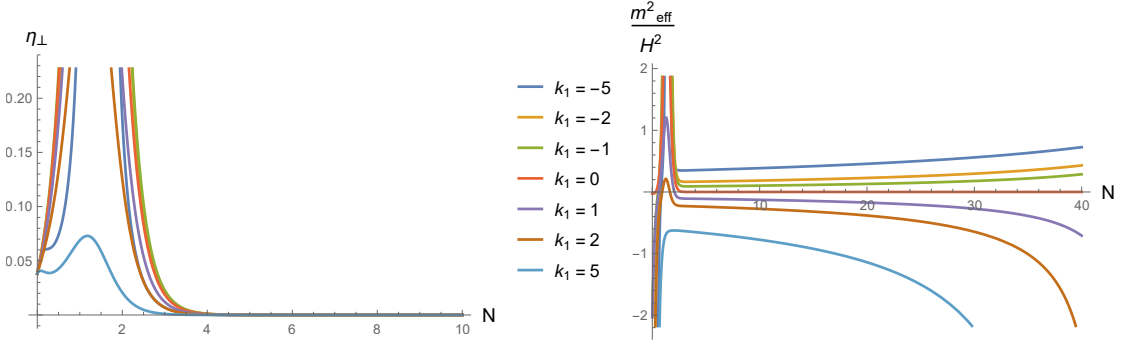 η⊥
0.20
0.15
0.10
0.05
2 4 6 8 10 N
k₁ = −5
k₁ = −2
k₁ = −1
k₁ = 0
k₁ = 1
k₁ = 2
k₁ = 5
m²eff
H²
1
−1
−2
10 20 30 40 N